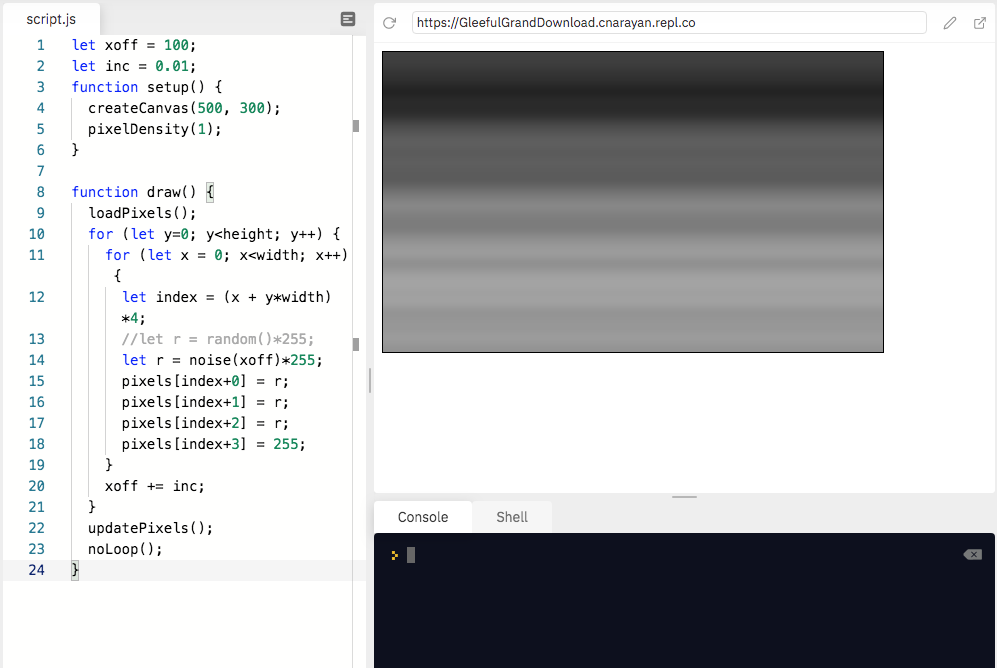 script.js
1 let xoff = 100;
2 let inc = 0.01;
3 function setup() {
4 createCanvas(500, 300);
5 pixelDensity(1);
6 }
7
8 function draw() {
9 loadPixels();
10 for (let y=0; y<height; y++) {
11 for (let x = 0; x<width; x++)
{
12 let index = (x + y*width)
*4;
13 //let r = random()*255;
14 let r = noise(xoff)*255;
15 pixels[index+0] = r;
16 pixels[index+1] = r;
17 pixels[index+2] = r;
18 pixels[index+3] = 255;
19 }
20 xoff += inc;
21 }
22 updatePixels();
23 noLoop();
24 }
https://GleefulGrandDownload.cnarayan.repl.co
Console Shell
>